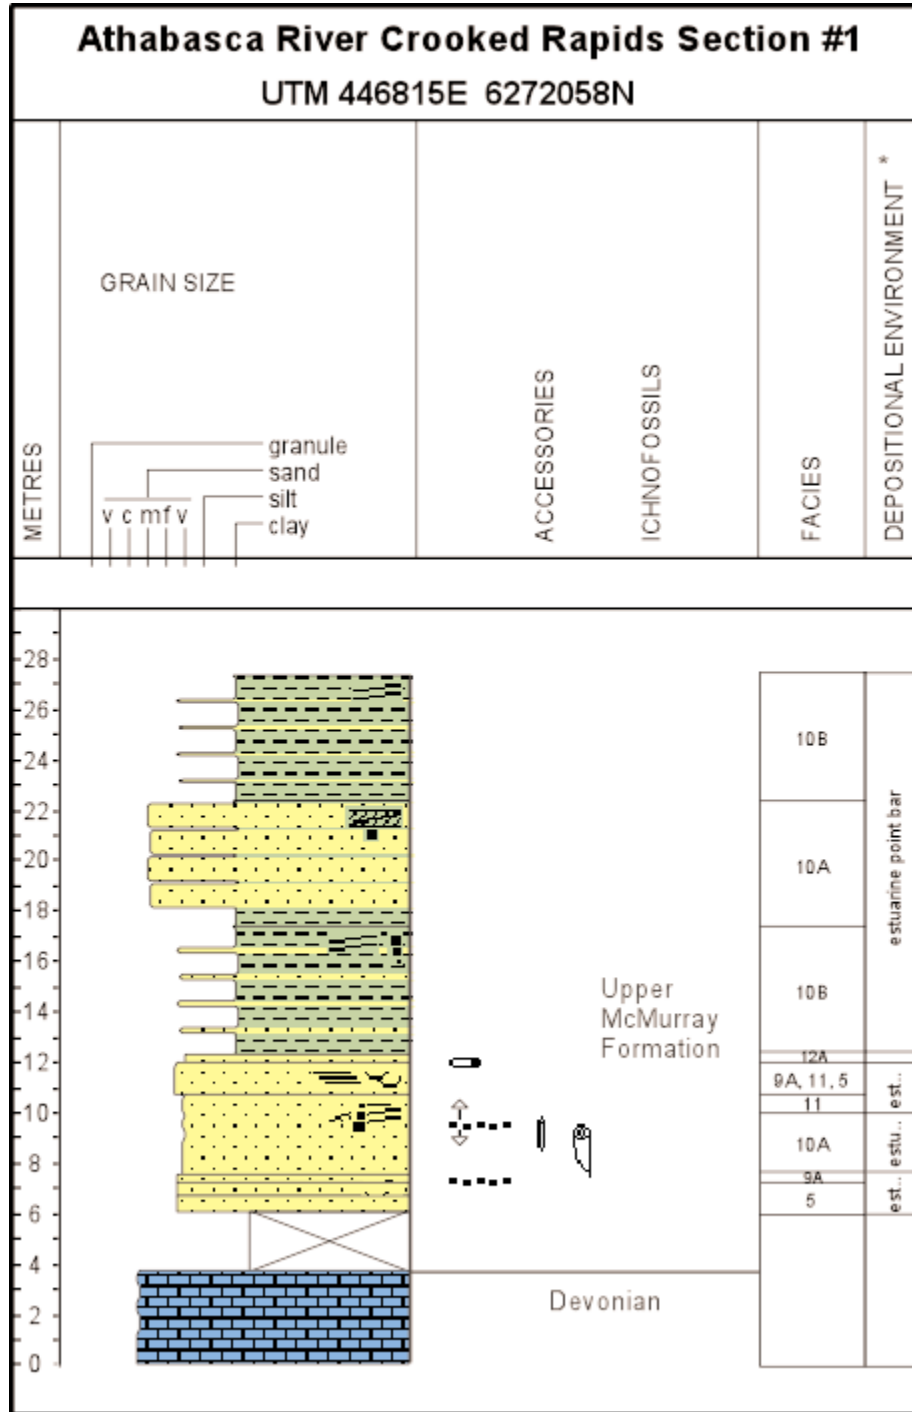 Athabasca River Crooked Rapids Section #1
UTM 446815E 6272058N
METRES
GRAIN SIZE
granule
sand
silt
clay
v c m f v
ACCESSORIES
ICHNOFOSSILS
FACIES
DEPOSITIONAL ENVIRONMENT *
28
26
24
22
20
18
16
14
12
10
8
6
4
2
0
Upper
McMurray
Formation
Devonian
10B
10A
10B
12A
9A, 11, 5
11
10A
9A
5
estuarine point bar
est..
estu..
est..